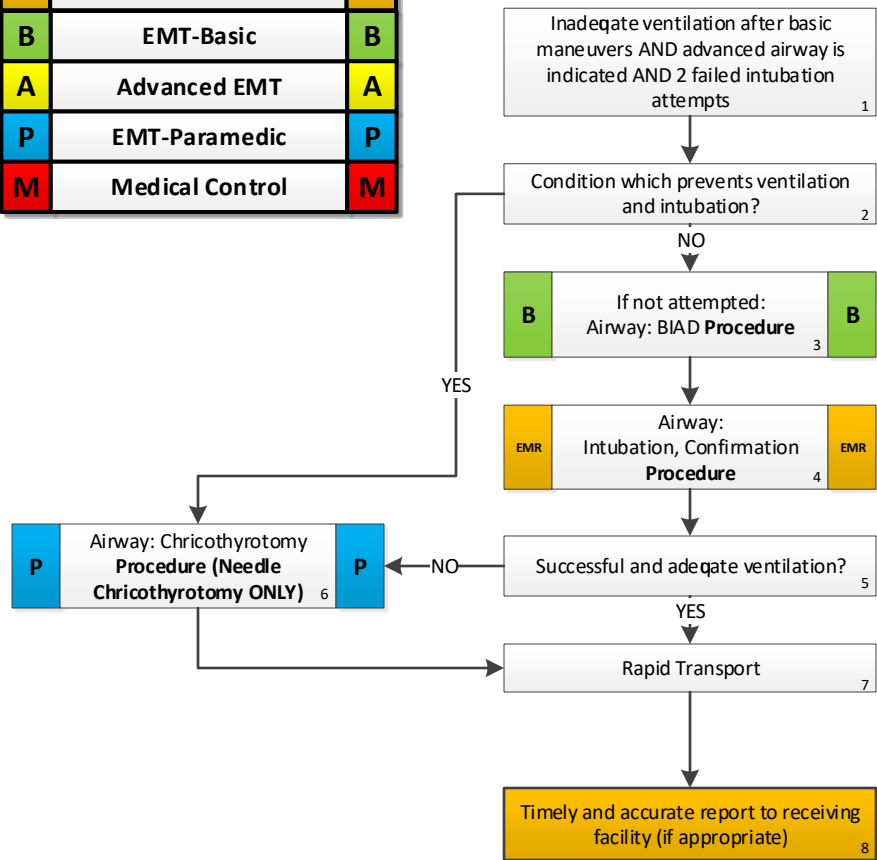 B EMT-Basic B
A Advanced EMT A
P EMT-Paramedic P
M Medical Control M
Inadeqate ventilation after basic
maneuvers AND advanced airway is
indicated AND 2 failed intubation
attempts
1
Condition which prevents ventilation
and intubation?
2
NO
B
If not attempted:
Airway: BIAD Procedure
3
B
YES
EMR
Airway:
Intubation, Confirmation
Procedure
4
EMR
P
Airway: Chricothyrotomy
Procedure (Needle
Chricothyrotomy ONLY)
6
P
NO
Successful and adeqate ventilation?
5
YES
Rapid Transport
7
Timely and accurate report to receiving
facility (if appropriate)
8